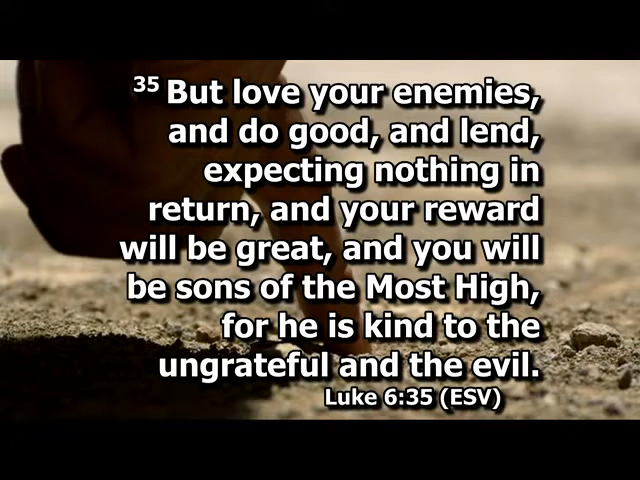 35 But love your enemies,
and do good, and lend,
expecting nothing in
return, and your reward
will be great, and you will
be sons of the Most High,
for he is kind to the
ungrateful and the evil.
Luke 6:35 (ESV)